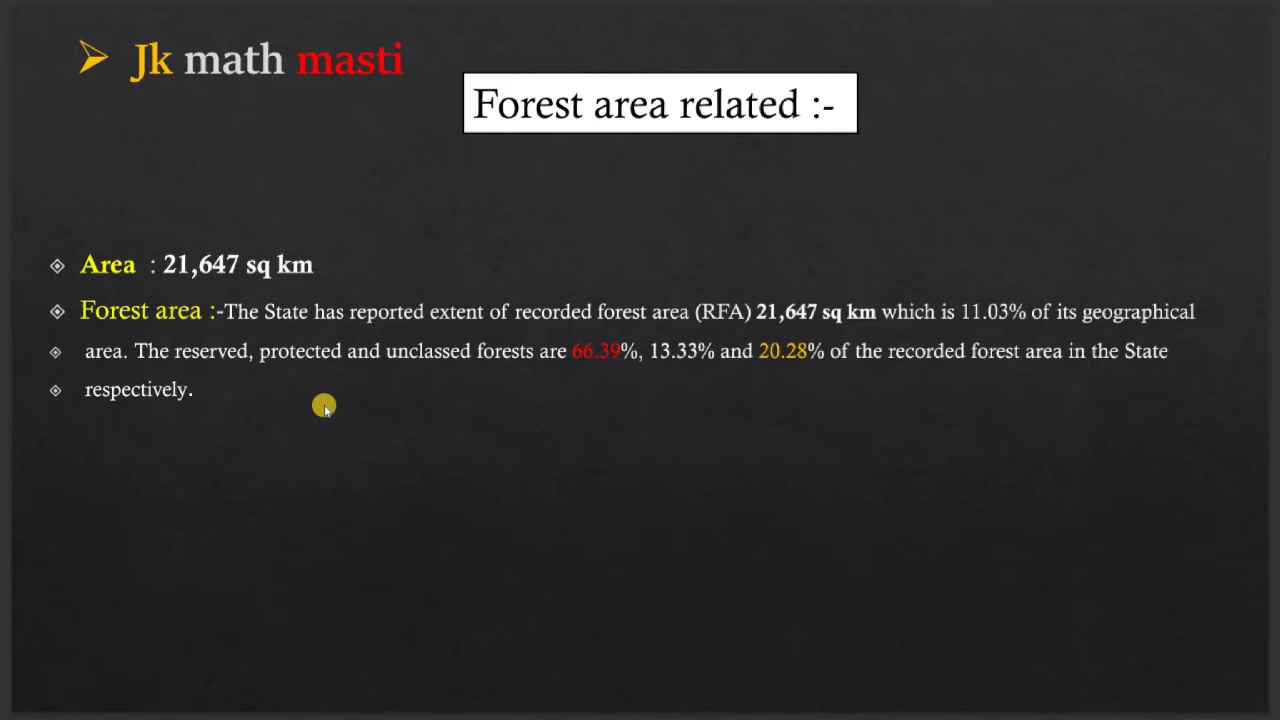 Jk math masti
Forest area related :-
Area : 21,647 sq km
Forest area :-The State has reported extent of recorded forest area (RFA) 21,647 sq km which is 11.03% of its geographical
area. The reserved, protected and unclassed forests are 66.39%, 13.33% and 20.28% of the recorded forest area in the State
respectively.